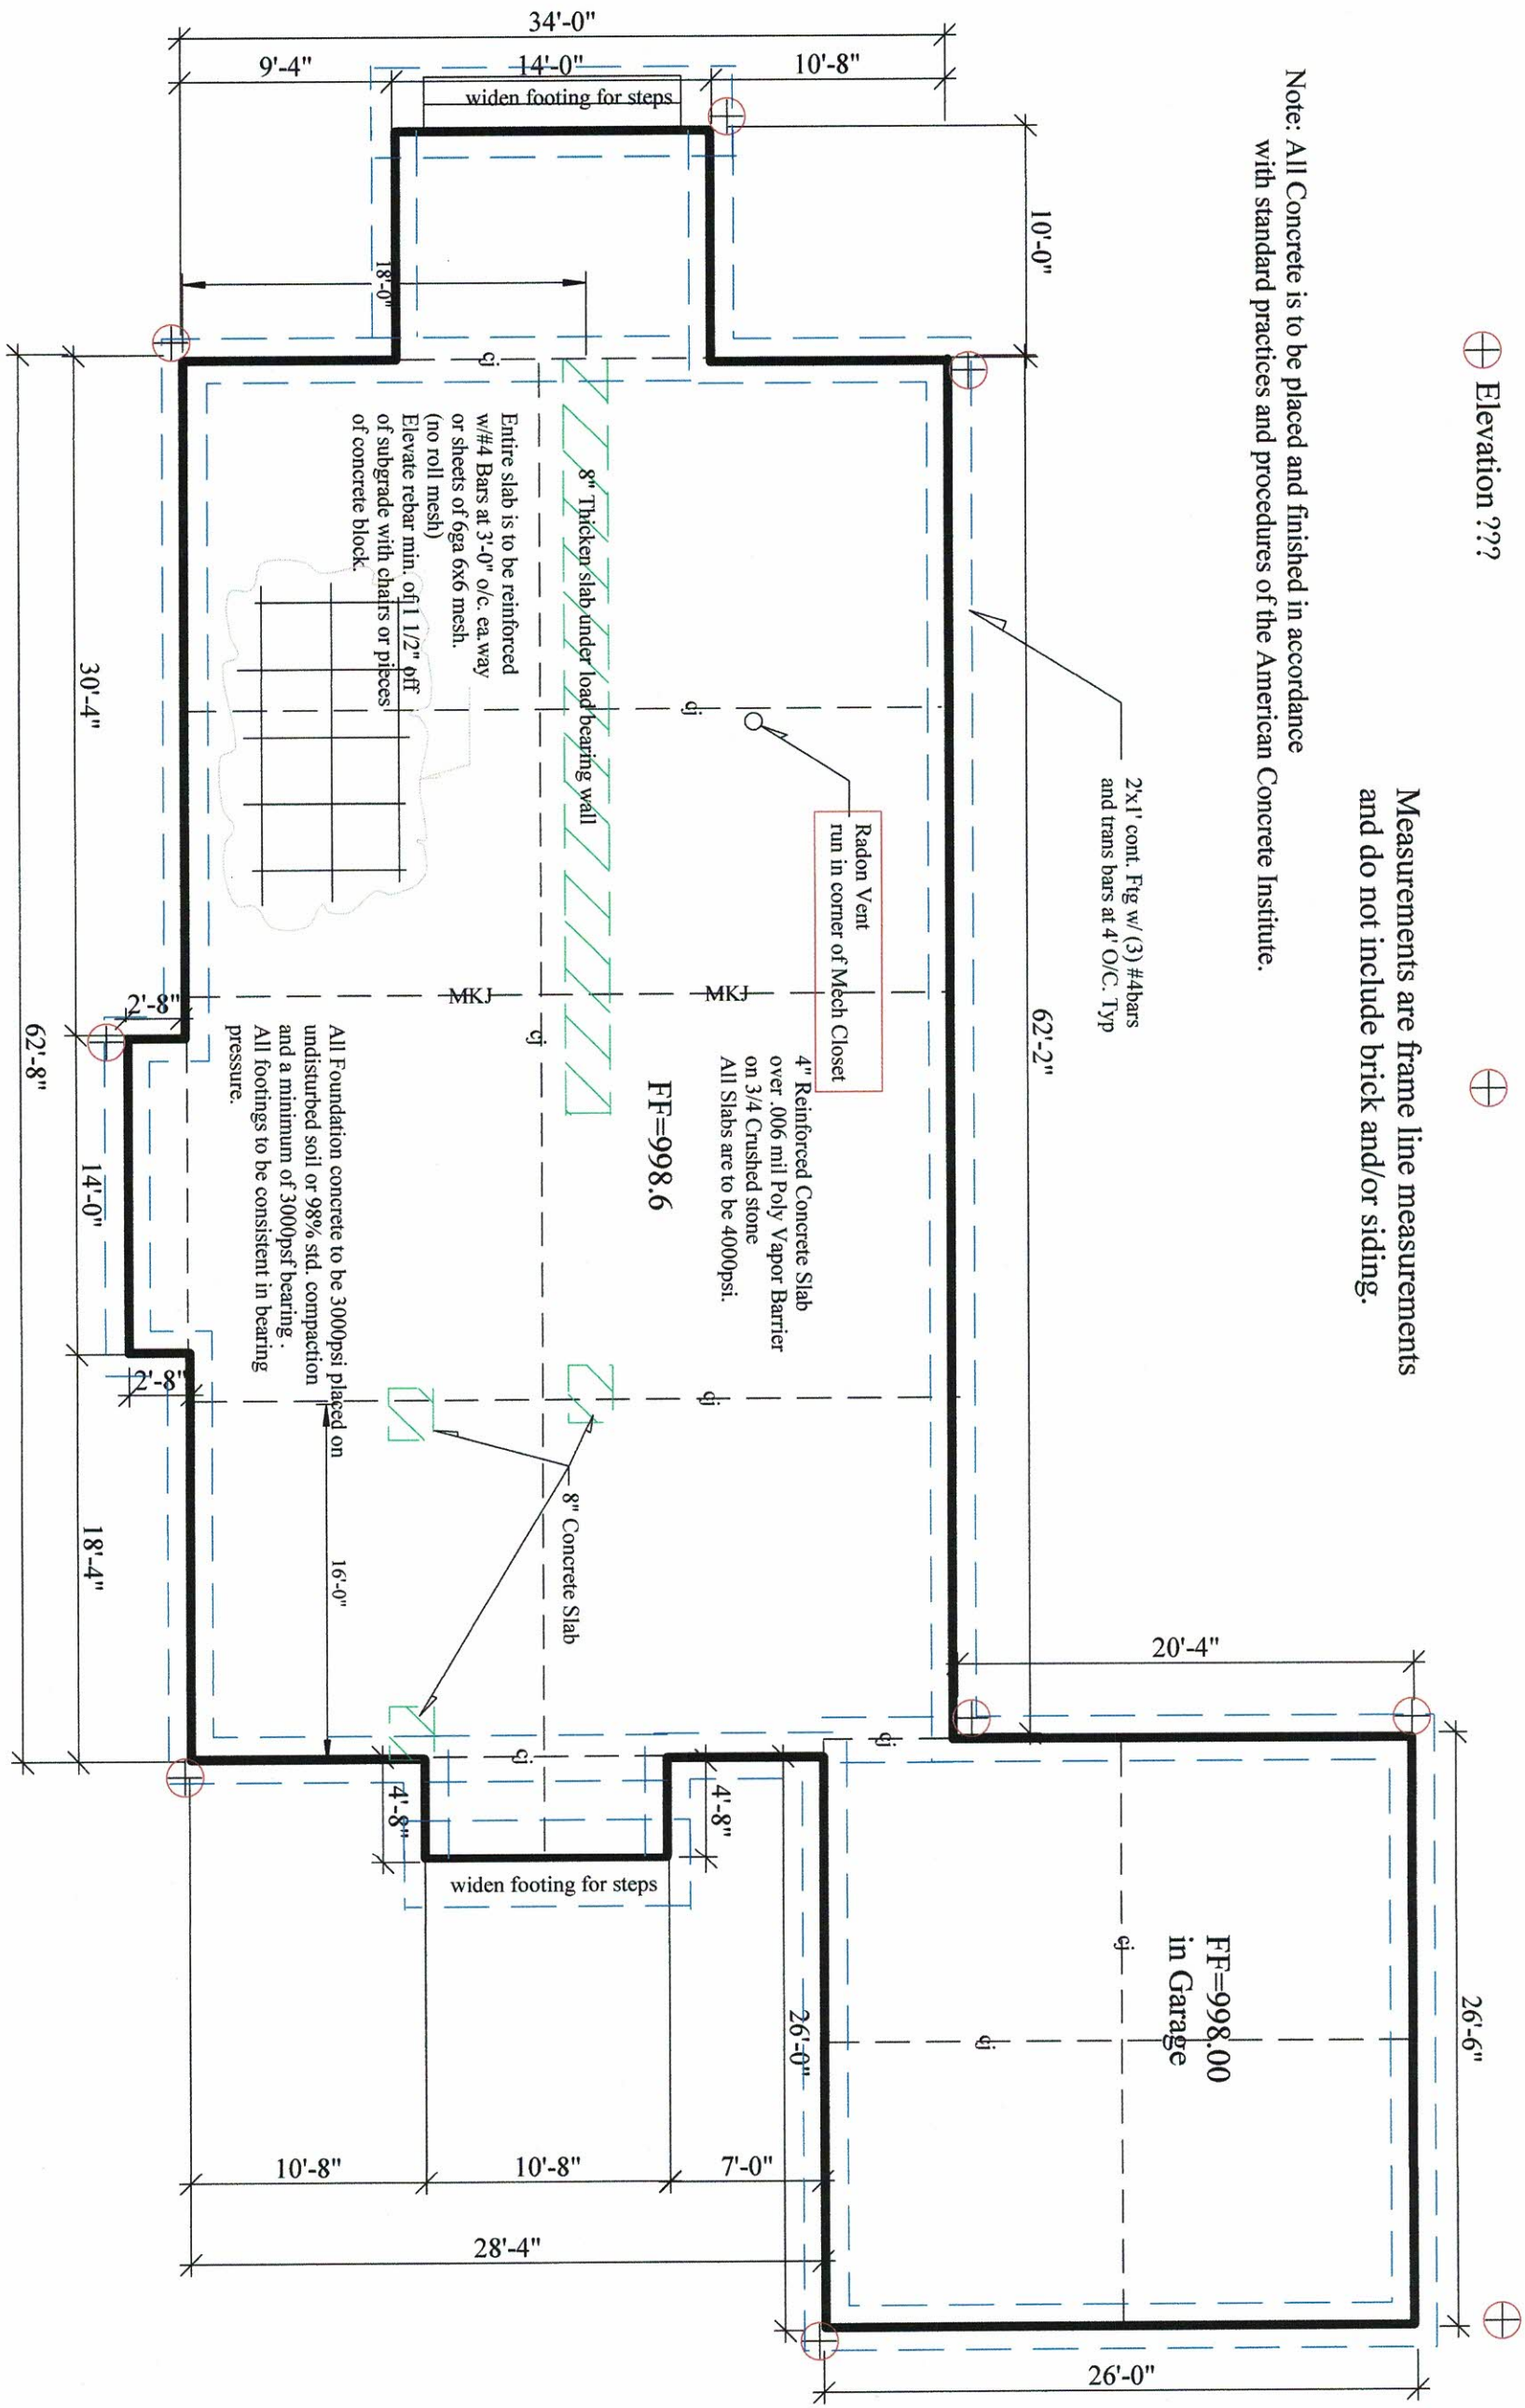 Elevation ???
Measurements are frame line measurements
and do not include brick and/or siding.
Note: All Concrete is to be placed and finished in accordance
with standard practices and procedures of the American Concrete Institute.
34'-0"
9'-4"
14'-0"
10'-8"
widen footing for steps
10'-0"
62'-2"
20'-4"
26'-6"
2'x1' cont. Ftg w/ (3) #4bars
and trans bars at 4' O/C. Typ
Radon Vent
run in corner of Mech Closet
4" Reinforced Concrete Slab
over .006 mil Poly Vapor Barrier
on 3/4 Crushed stone
All Slabs are to be 4000psi.
FF=998.6
18'-0"
cj
8" Thicken slab under load bearing wall
Entire slab is to be reinforced
w/#4 Bars at 3'-0" o/c. ea.way
or sheets of 6ga 6x6 mesh.
(no roll mesh)
Elevate rebar min. of 1 1/2" off
of subgrade with chairs or pieces
of concrete block.
cj
MKJ
MKJ
cj
cj
All Foundation concrete to be 3000psi placed on
undisturbed soil or 98% std. compaction
and a minimum of 3000psf bearing .
All footings to be consistent in bearing
pressure.
8" Concrete Slab
16'-0"
2'-8"
2'-8"
30'-4"
14'-0"
18'-4"
62'-8"
cj
cj
4'-8"
4'-8"
widen footing for steps
FF=998.00
in Garage
cj
cj
26'-0"
10'-8"
10'-8"
7'-0"
28'-4"
26'-0"